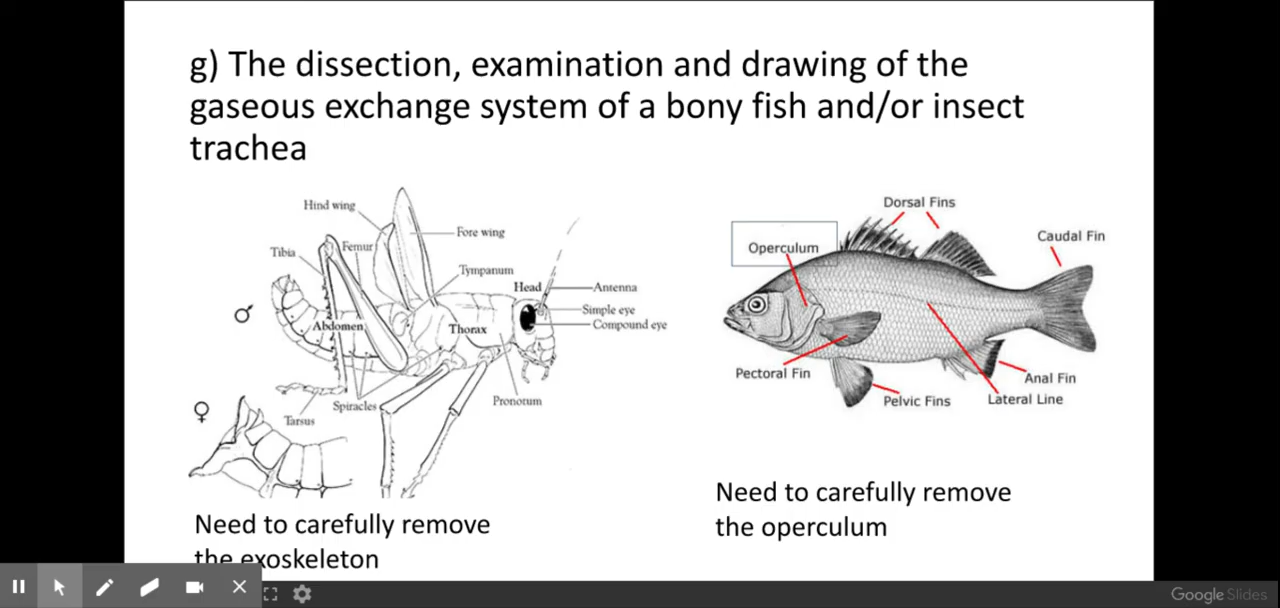 g) The dissection, examination and drawing of the
gaseous exchange system of a bony fish and/or insect
trachea
Hind wing
Fore wing
Tibia
Femur
Tympanum
Head
Antenna
Simple eye
Compound eye
Abdomen
Thorax
Spiracles
Pronotum
Tarsus
♂
♀
Need to carefully remove
the exoskeleton
Dorsal Fins
Caudal Fin
Operculum
Pectoral Fin
Pelvic Fins
Anal Fin
Lateral Line
Need to carefully remove
the operculum
Google Slides